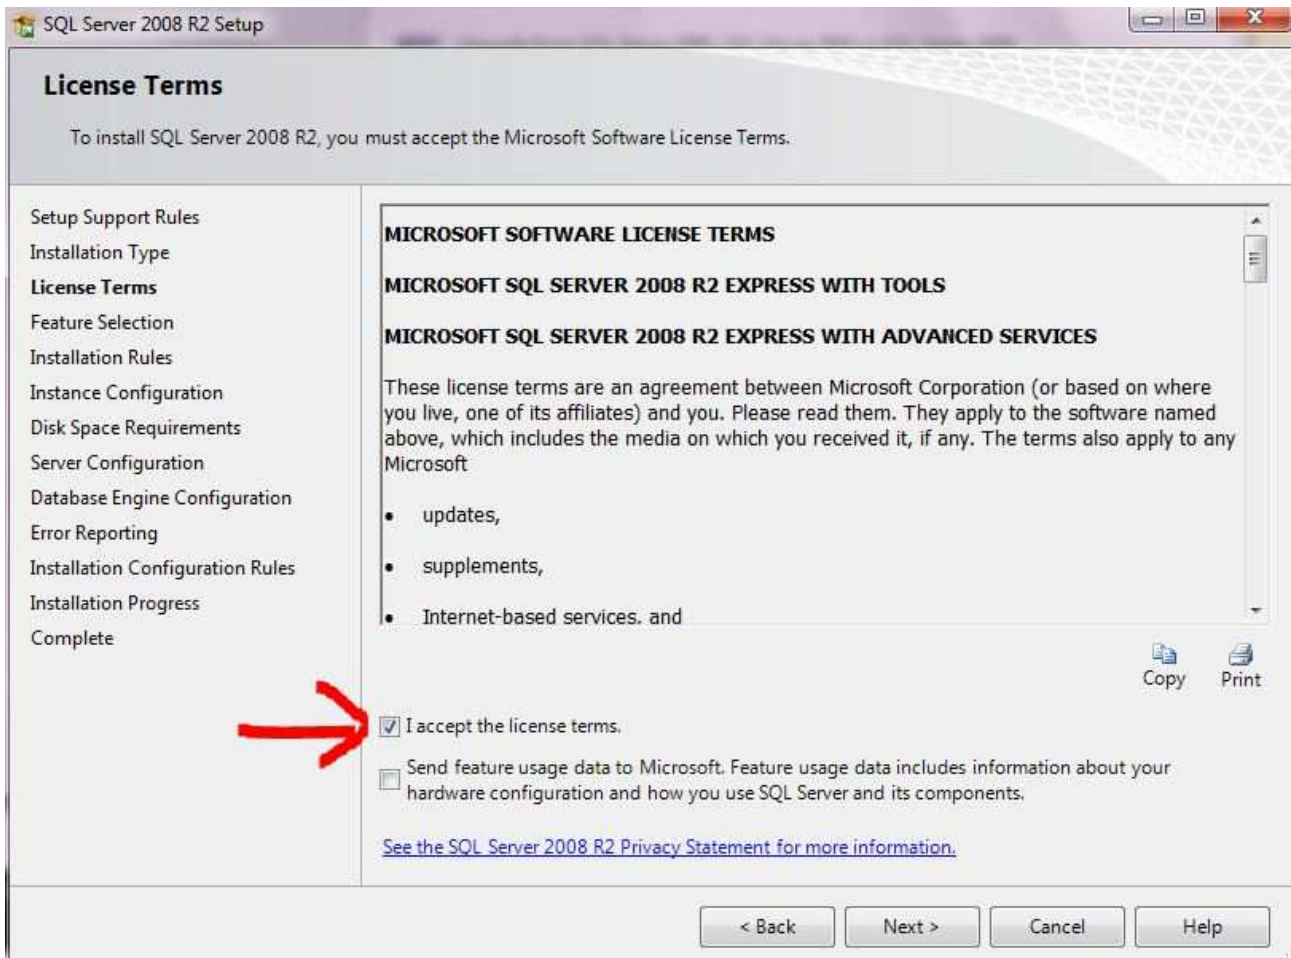 SQL Server 2008 R2 Setup
License Terms
To install SQL Server 2008 R2, you must accept the Microsoft Software License Terms.
Setup Support Rules
Installation Type
License Terms
Feature Selection
Installation Rules
Instance Configuration
Disk Space Requirements
Server Configuration
Database Engine Configuration
Error Reporting
Installation Configuration Rules
Installation Progress
Complete
MICROSOFT SOFTWARE LICENSE TERMS
MICROSOFT SQL SERVER 2008 R2 EXPRESS WITH TOOLS
MICROSOFT SQL SERVER 2008 R2 EXPRESS WITH ADVANCED SERVICES
These license terms are an agreement between Microsoft Corporation (or based on where
you live, one of its affiliates) and you. Please read them. They apply to the software named
above, which includes the media on which you received it, if any. The terms also apply to any
Microsoft
• updates,
• supplements,
• Internet-based services, and
Copy
Print
I accept the license terms.
Send feature usage data to Microsoft. Feature usage data includes information about your
hardware configuration and how you use SQL Server and its components.
See the SQL Server 2008 R2 Privacy Statement for more information.
< Back
Next >
Cancel
Help